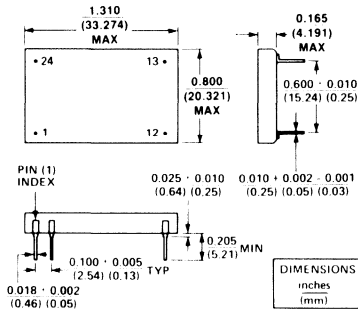 1.310
(33.274)
MAX
24
13
1
12
0.800
(20.321)
MAX
0.165
(4.191)
MAX
0.600 · 0.010
(15.24) (0.25)
PIN (1)
INDEX
0.025 · 0.010
(0.64) (0.25)
0.010 + 0.002 - 0.001
(0.25) (0.05) (0.03)
0.205 MIN
(5.21)
0.100 · 0.005 TYP
(2.54) (0.13)
0.018 · 0.002
(0.46) (0.05)
DIMENSIONS
inches
(mm)